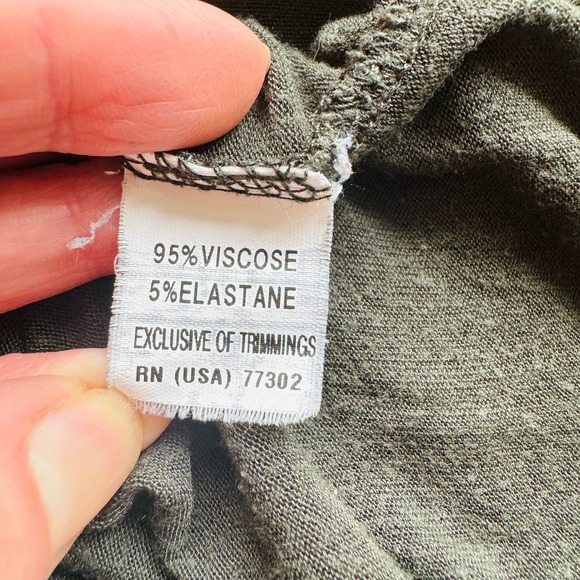 95%VISCOSE
5%ELASTANE
EXCLUSIVE OF TRIMMINGS
RN (USA) 77302